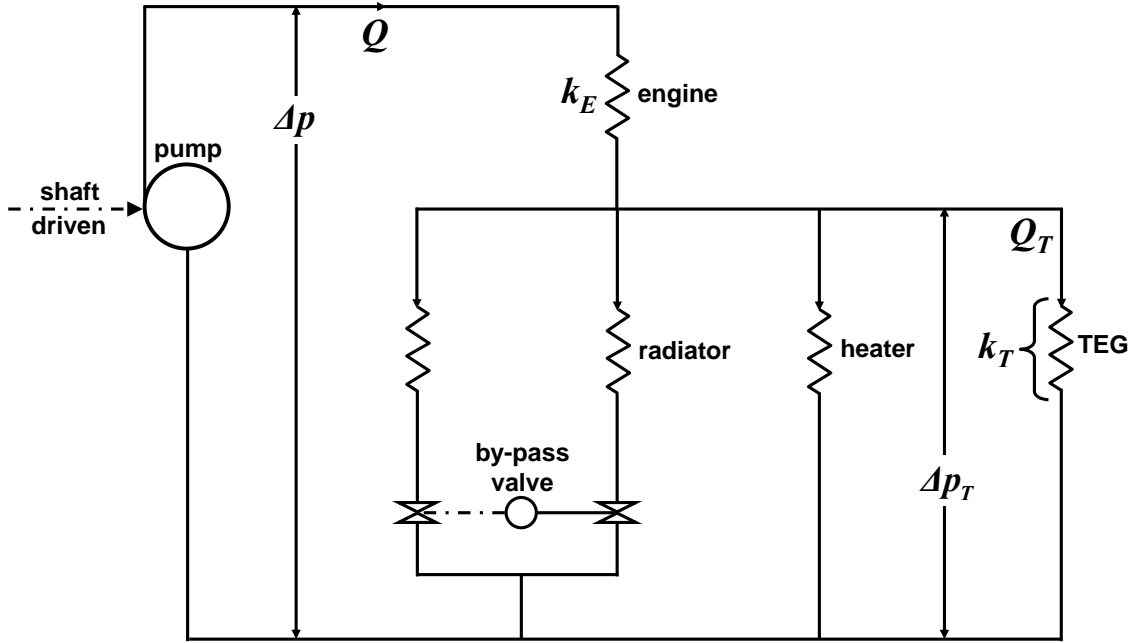 Q
k_E engine
Δp
pump
shaft
driven
Q_T
radiator
heater
k_T
TEG
by-pass
valve
Δp_T